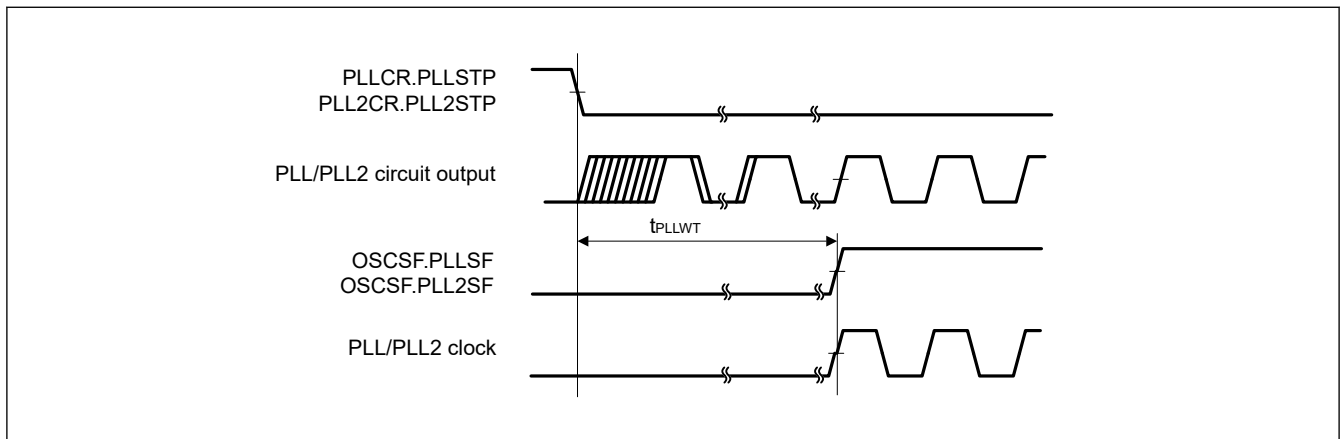 PLLCR.PLLSTP
PLL2CR.PLL2STP
PLL/PLL2 circuit output
tPLLWT
OSCSF.PLLSF
OSCSF.PLL2SF
PLL/PLL2 clock